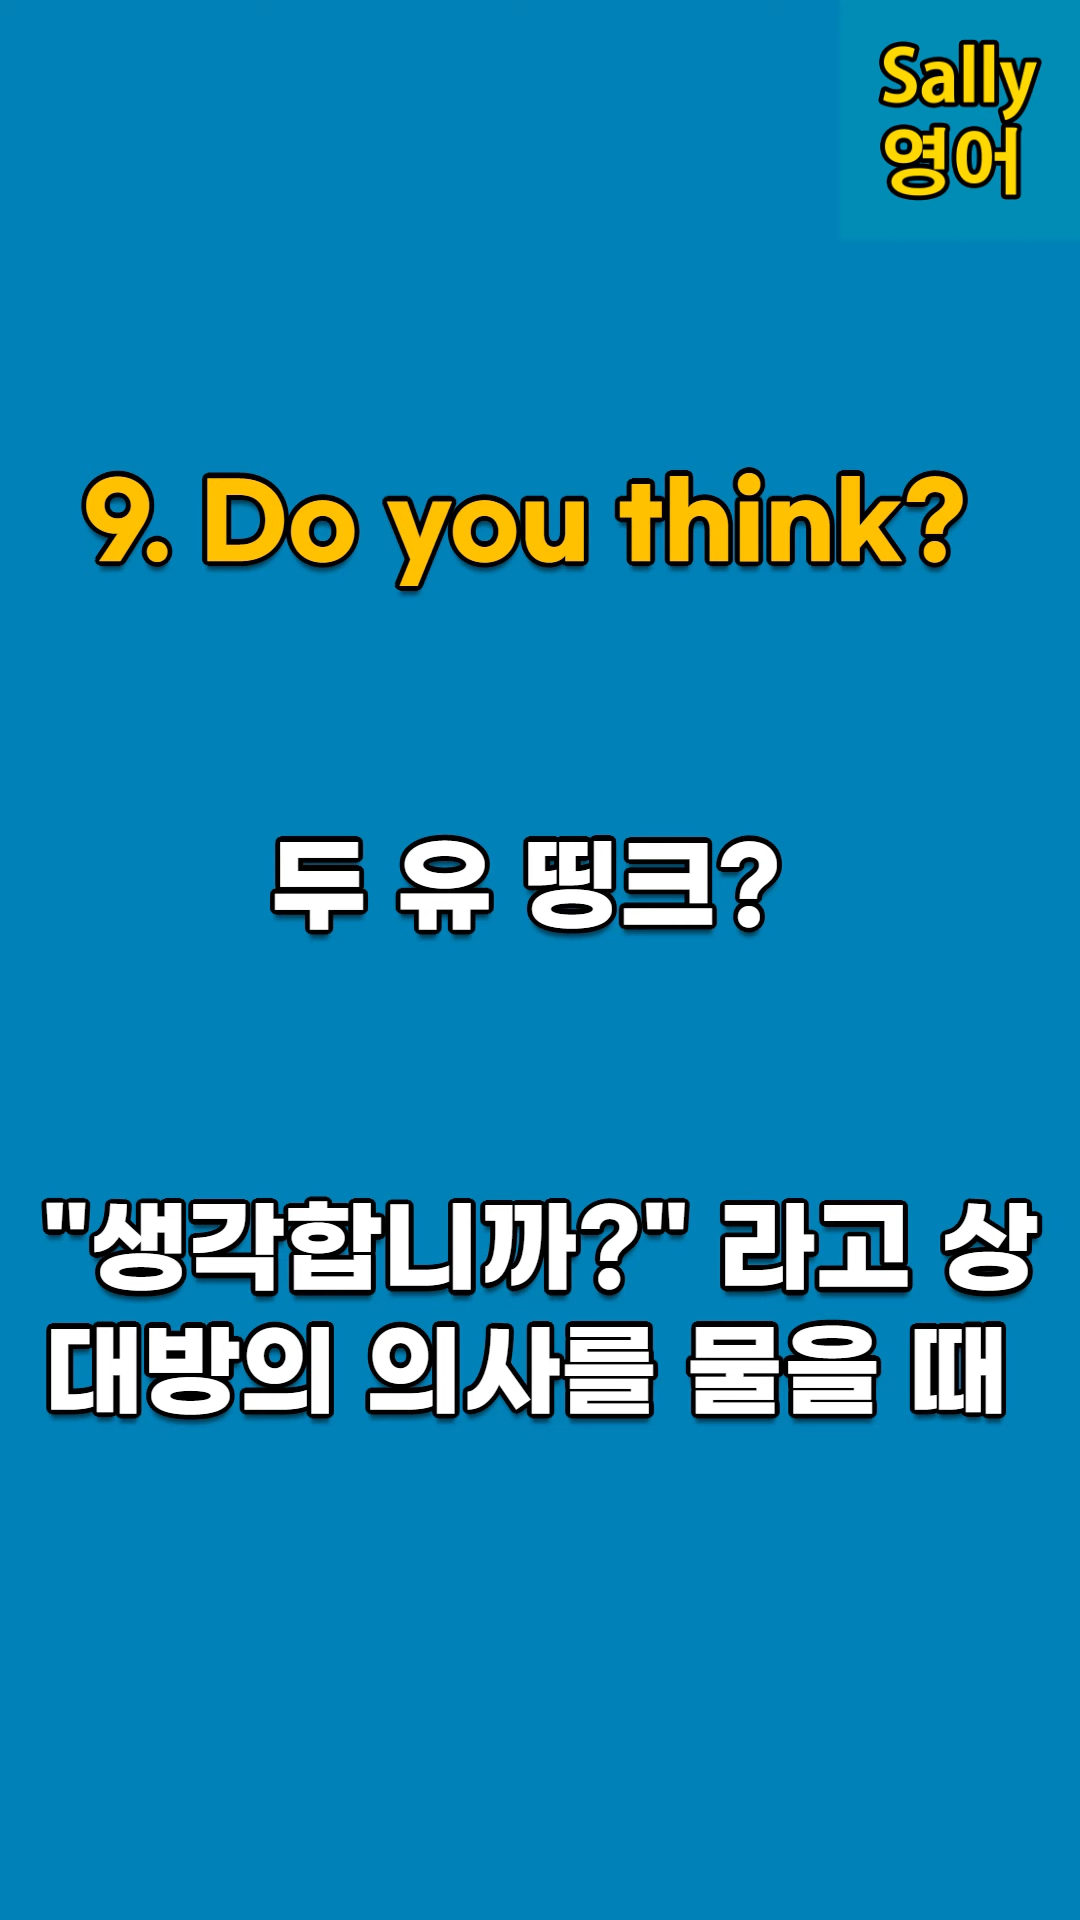 Sally
영어
9. Do you think?
두 유 띵크?
"생각합니까?" 라고 상
대방의 의사를 물을 때